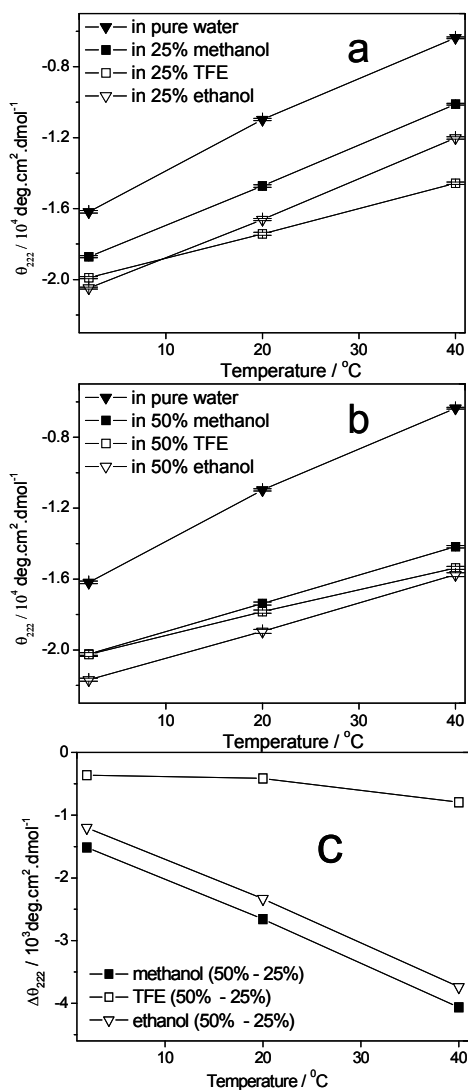 a
in pure water
in 25% methanol
in 25% TFE
in 25% ethanol
-0.8
-1.2
-1.6
-2.0
θ₂₂₂ / 10⁴ deg.cm².dmol⁻¹
10 20 30 40
Temperature / °C
b
in pure water
in 50% methanol
in 50% TFE
in 50% ethanol
-0.8
-1.2
-1.6
-2.0
θ₂₂₂ / 10⁴ deg.cm².dmol⁻¹
10 20 30 40
Temperature / °C
c
0
-1
-2
-3
-4
Δθ₂₂₂ / 10³deg.cm².dmol⁻¹
methanol (50% - 25%)
TFE (50% - 25%)
ethanol (50% - 25%)
10 20 30 40
Temperature / °C